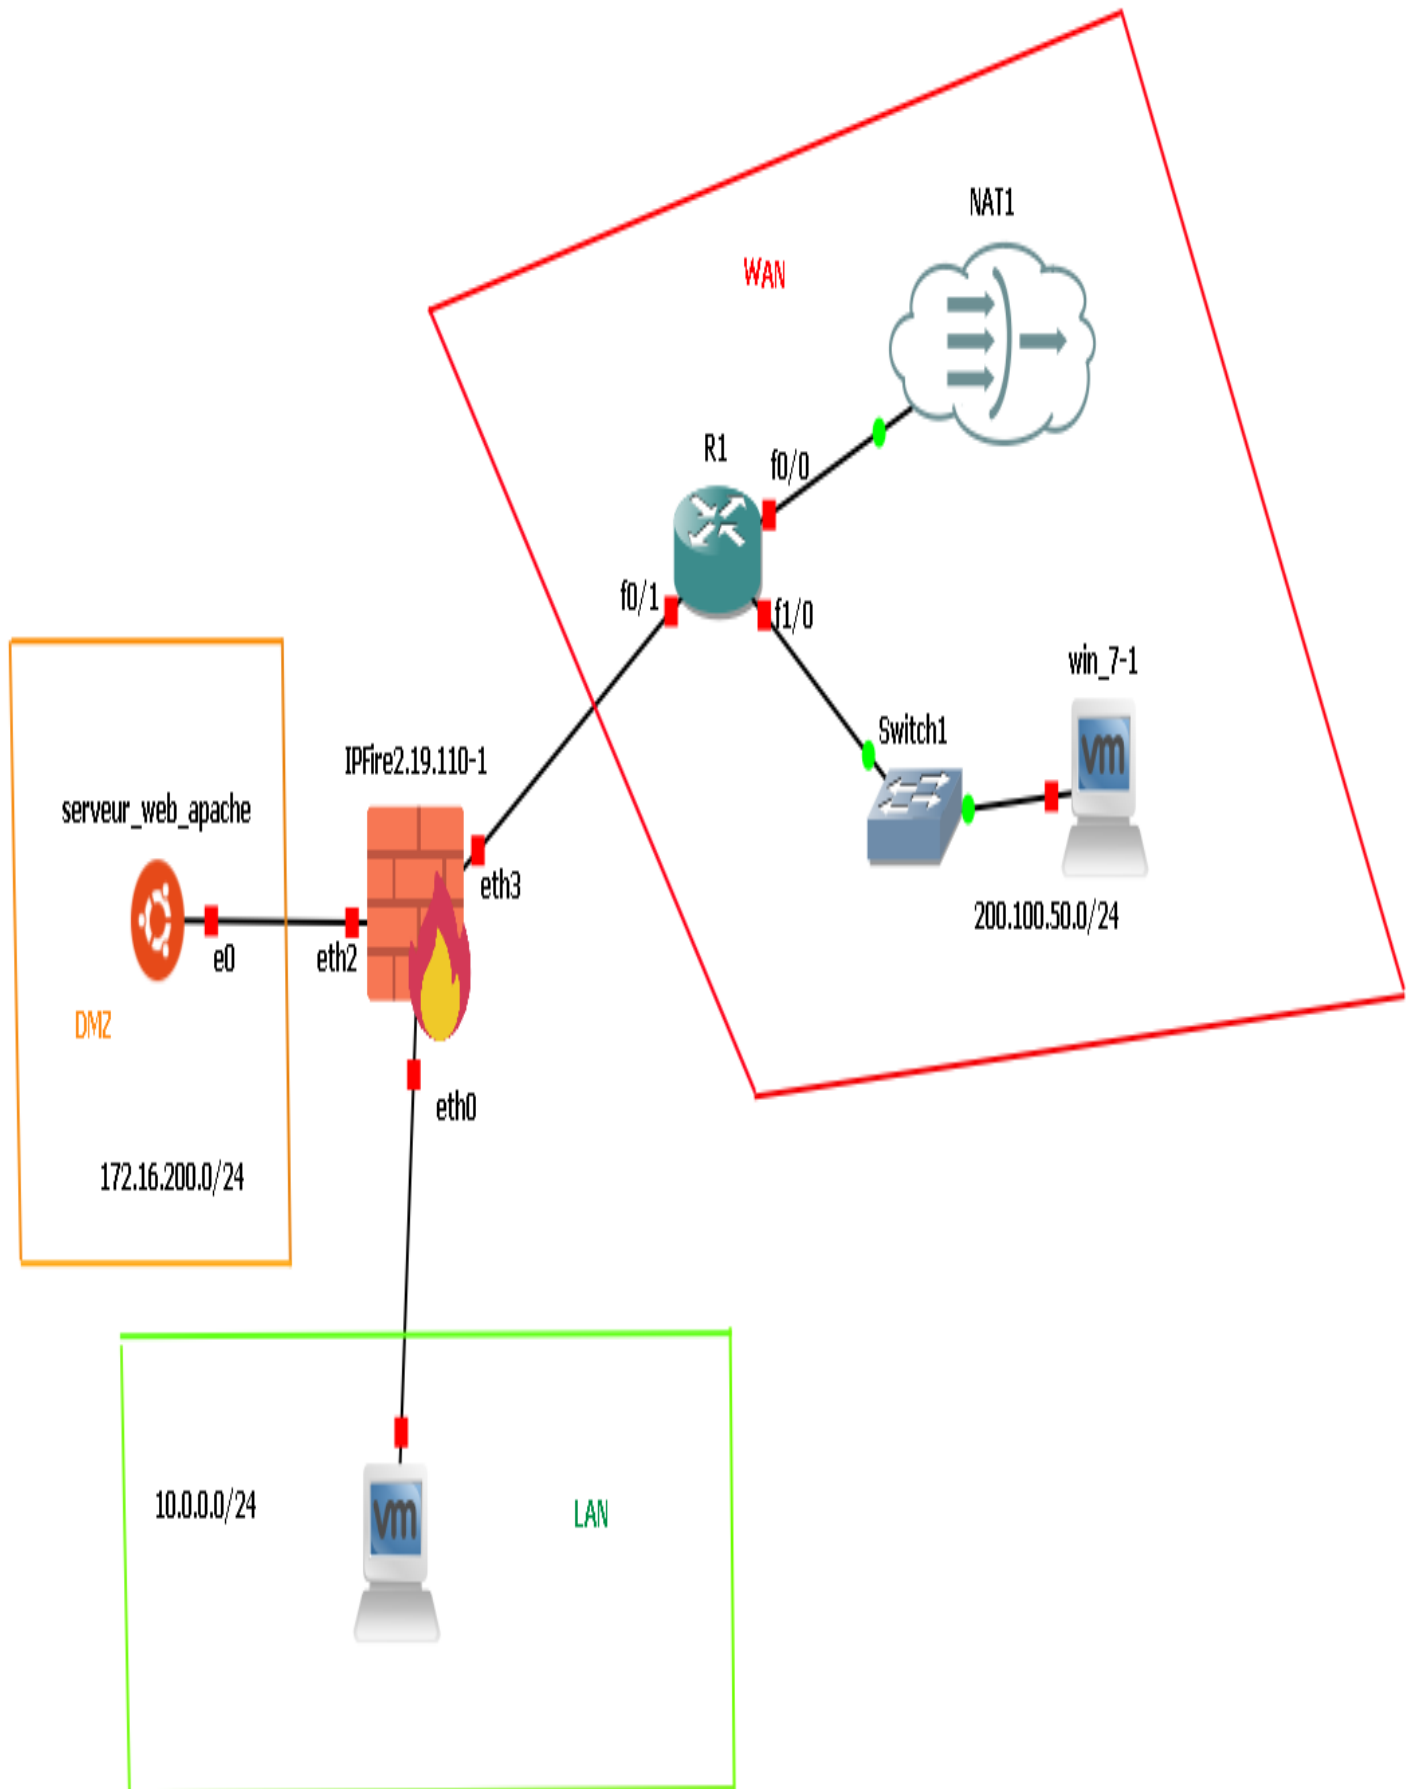 NAT1
WAN
R1
f0/0
f0/1
f1/0
win_7-1
vm
Switch1
IPFire2.19.110-1
serveur_web_apache
eth3
200.100.50.0/24
e0
eth2
DMZ
eth0
172.16.200.0/24
10.0.0.0/24
vm
LAN